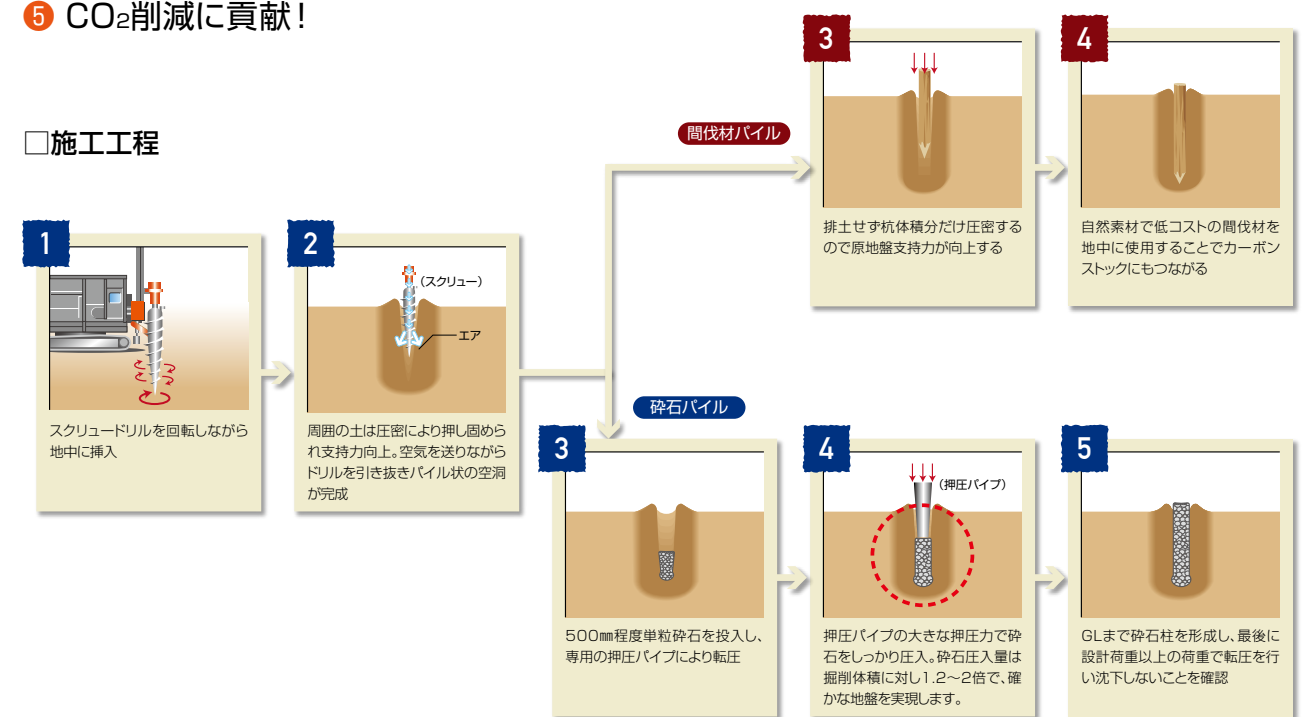 5 CO₂削減に貢献！
□施工工程
1
スクリュードリルを回転しながら
地中に挿入
2
（スクリュー）
エア
周囲の土は圧密により押し固めら
れ支持力向上。空気を送りながら
ドリルを引き抜きパイル状の空洞
が完成
間伐材パイル
3
排土せず杭体積分だけ圧密する
ので原地盤支持力が向上する
4
自然素材で低コストの間伐材を
地中に使用することでカーボン
ストックにもつながる
砕石パイル
3
500㎜程度単粒砕石を投入し、
専用の押圧パイプにより転圧
4
（押圧パイプ）
押圧パイプの大きな押圧力で砕
石をしっかり圧入。砕石圧入量は
掘削体積に対し1.2〜2倍で、確
かな地盤を実現します。
5
GLまで砕石柱を形成し、最後に
設計荷重以上の荷重で転圧を行
い沈下しないことを確認